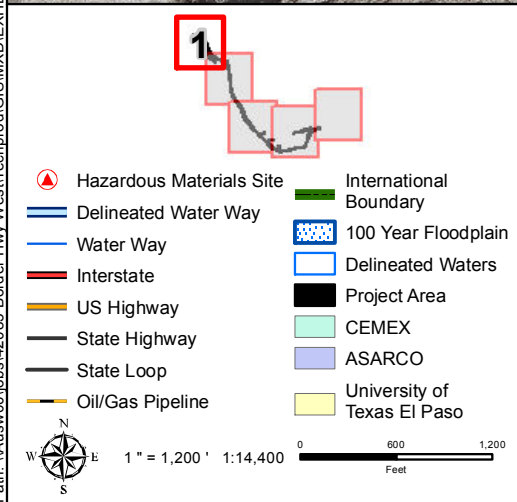 1
Hazardous Materials Site
Delineated Water Way
Water Way
Interstate
US Highway
State Highway
State Loop
Oil/Gas Pipeline
International
Boundary
100 Year Floodplain
Delineated Waters
Project Area
CEMEX
ASARCO
University of
Texas El Paso
N
W E
S
1 " = 1,200 ' 1:14,400
0 600 1,200
Feet